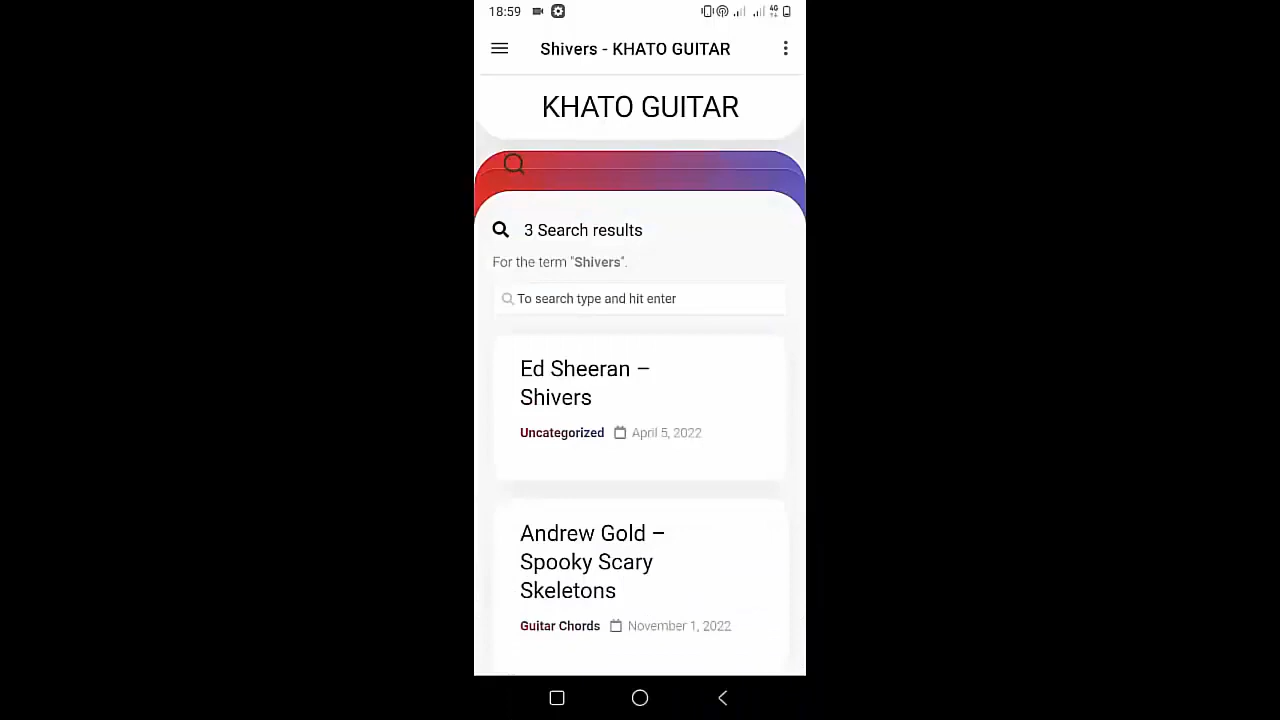 18:59
4G
Shivers - KHATO GUITAR
KHATO GUITAR
3 Search results
For the term "Shivers".
To search type and hit enter
Ed Sheeran –
Shivers
Uncategorized April 5, 2022
Andrew Gold –
Spooky Scary
Skeletons
Guitar Chords November 1, 2022